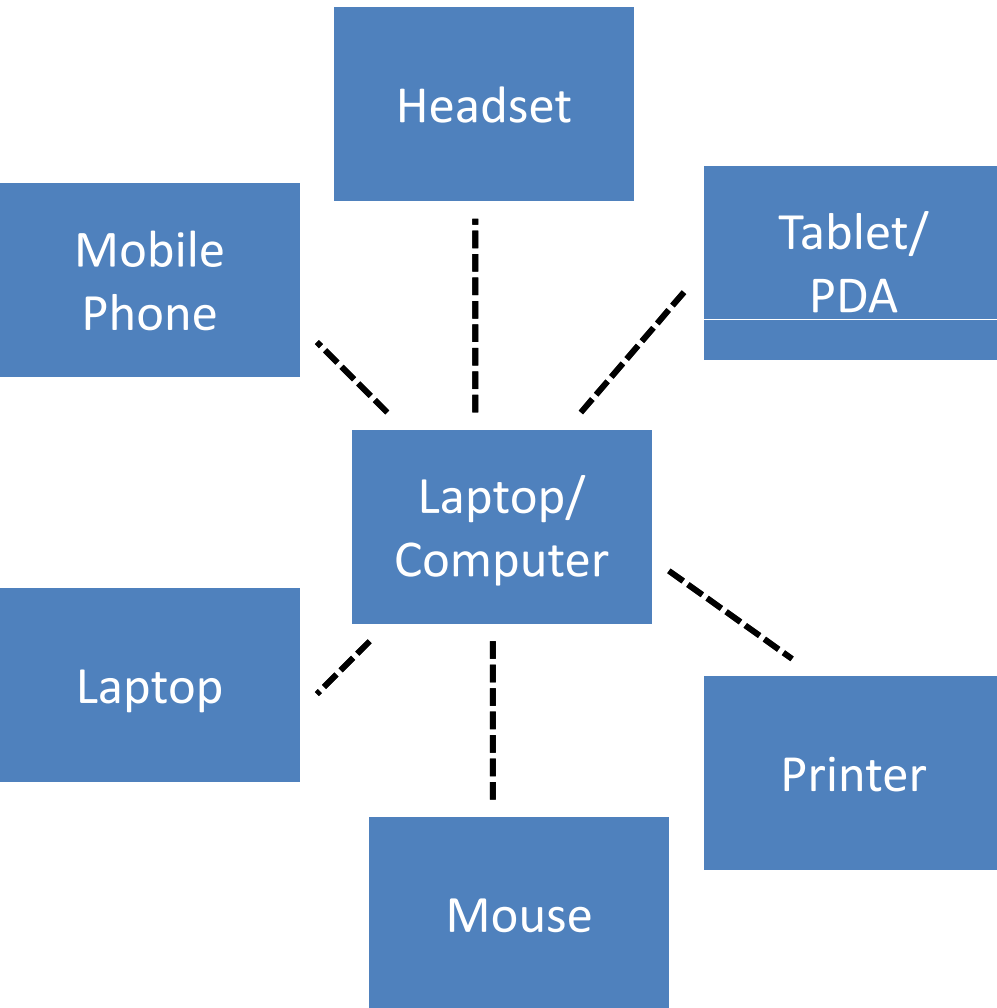 Headset
Mobile
Phone
Tablet/
PDA
Laptop/
Computer
Laptop
Printer
Mouse